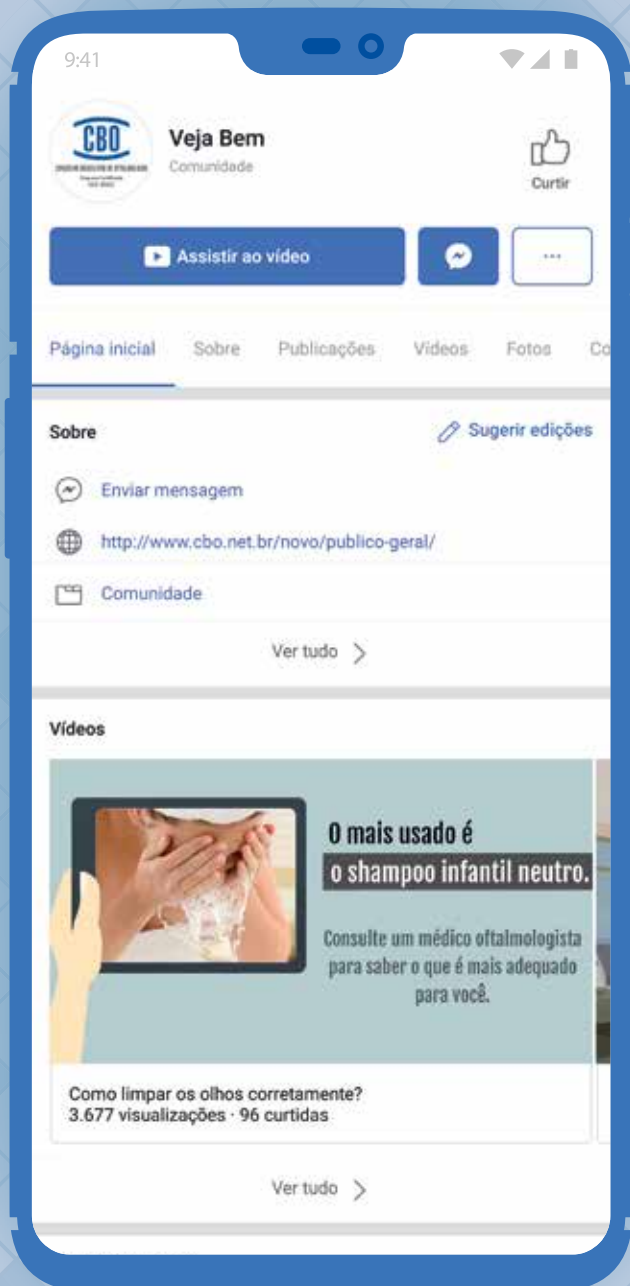 9:41
CBO
Veja Bem
Comunidade
Curtir
Assistir ao vídeo
...
Página inicial Sobre Publicações Vídeos Fotos Co
Sobre
Sugerir edições
Enviar mensagem
http://www.cbo.net.br/novo/publico-geral/
Comunidade
Ver tudo
Vídeos
O mais usado é
o shampoo infantil neutro.
Consulte um médico oftalmologista
para saber o que é mais adequado
para você.
Como limpar os olhos corretamente?
3.677 visualizações · 96 curtidas
Ver tudo